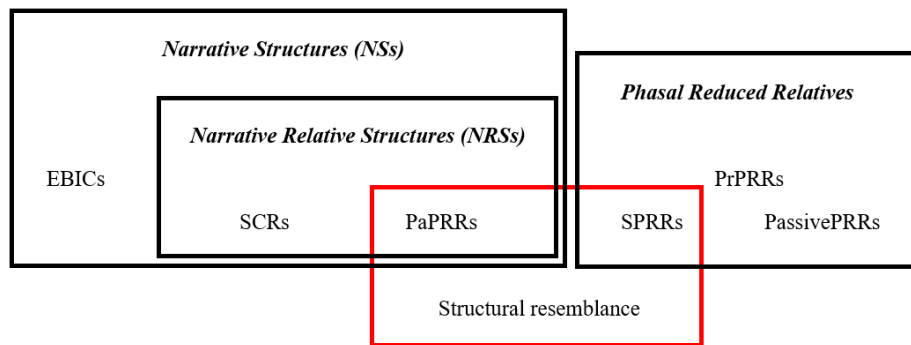 Narrative Structures (NSs)
Phasal Reduced Relatives
Narrative Relative Structures (NRSs)
EBICs
PrPRRs
SCRs
PaPRRs
SPRRs
PassivePRRs
Structural resemblance